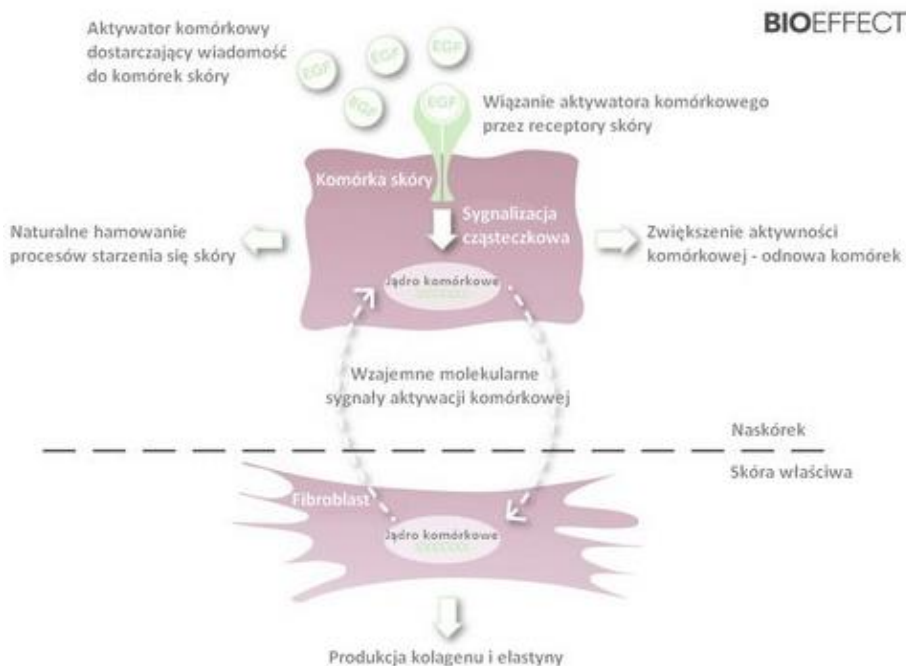 BIOEFFECT
Aktywator komórkowy
dostarczający wiadomość
do komórek skóry
EGF
EGF
EGF
EGF
EGF
Wiązanie aktywatora komórkowego
przez receptory skóry
Komórka skóry
Sygnalizacja
cząsteczkowa
Naturalne hamowanie
procesów starzenia się skóry
Zwiększenie aktywności
komórkowej - odnowa komórek
Jądro komórkowe
Wzajemne molekularne
sygnały aktywacji komórkowej
Naskórek
Skóra właściwa
Fibroblast
Jądro komórkowe
Produkcja kolagenu i elastyny